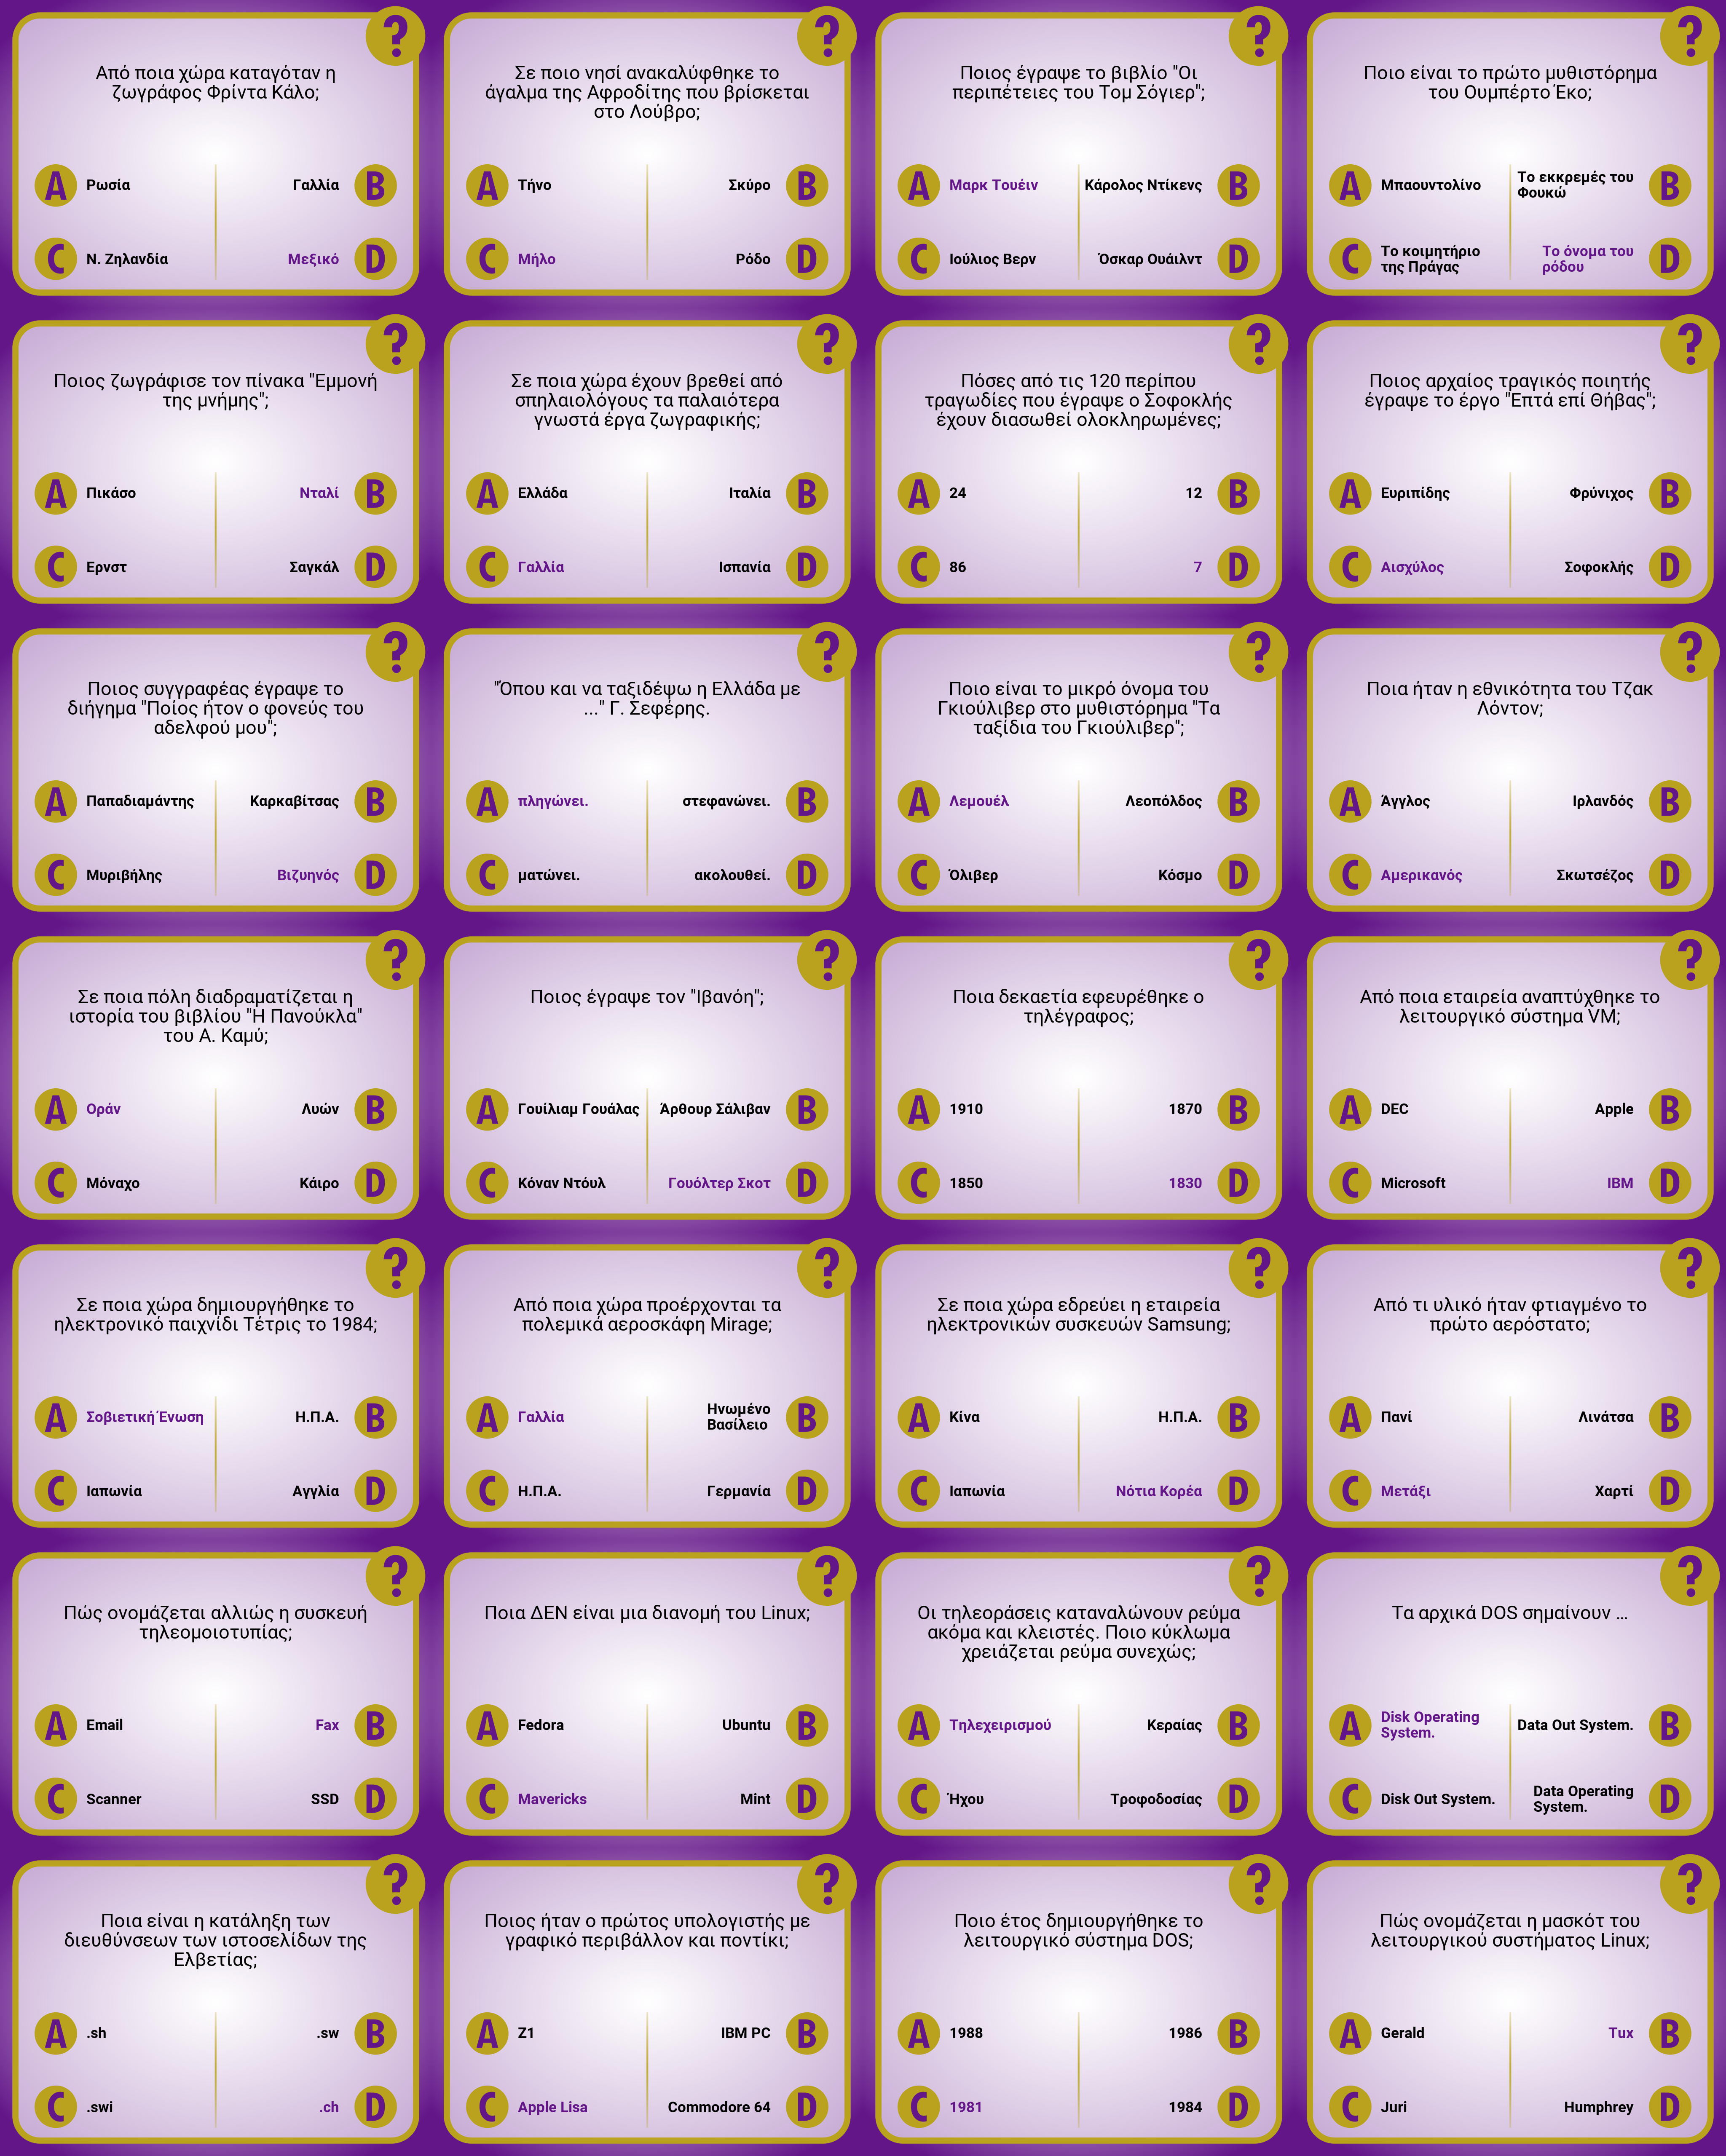 ?
Από ποια χώρα καταγόταν η
ζωγράφος Φρίντα Κάλο;
A Ρωσία
Γαλλία B
C Ν. Ζηλανδία
Μεξικό D
?
Σε ποιο νησί ανακαλύφθηκε το
άγαλμα της Αφροδίτης που βρίσκεται
στο Λούβρο;
A Τήνο
Σκύρο B
C Μήλο
Ρόδο D
?
Ποιος έγραψε το βιβλίο "Οι
περιπέτειες του Τομ Σόγιερ";
A Μαρκ Τουέιν
Κάρολος Ντίκενς B
C Ιούλιος Βερν
Όσκαρ Ουάιλντ D
?
Ποιο είναι το πρώτο μυθιστόρημα
του Ουμπέρτο Έκο;
A Μπαουντολίνο
Το εκκρεμές του
Φουκώ B
C Το κοιμητήριο
της Πράγας
Το όνομα του
ρόδου D
?
Ποιος ζωγράφισε τον πίνακα "Εμμονή
της μνήμης";
A Πικάσο
Νταλί B
C Ερνστ
Σαγκάλ D
?
Σε ποια χώρα έχουν βρεθεί από
σπηλαιολόγους τα παλαιότερα
γνωστά έργα ζωγραφικής;
A Ελλάδα
Ιταλία B
C Γαλλία
Ισπανία D
?
Πόσες από τις 120 περίπου
τραγωδίες που έγραψε ο Σοφοκλής
έχουν διασωθεί ολοκληρωμένες;
A 24
12 B
C 86
7 D
?
Ποιος αρχαίος τραγικός ποιητής
έγραψε το έργο "Επτά επί Θήβας";
A Ευριπίδης
Φρύνιχος B
C Αισχύλος
Σοφοκλής D
?
Ποιος συγγραφέας έγραψε το
διήγημα "Ποίος ήτον ο φονεύς του
αδελφού μου";
A Παπαδιαμάντης
Καρκαβίτσας B
C Μυριβήλης
Βιζυηνός D
?
"Όπου και να ταξιδέψω η Ελλάδα με
..." Γ. Σεφέρης.
A πληγώνει.
στεφανώνει. B
C ματώνει.
ακολουθεί. D
?
Ποιο είναι το μικρό όνομα του
Γκιούλιβερ στο μυθιστόρημα "Τα
ταξίδια του Γκιούλιβερ";
A Λεμουέλ
Λεοπόλδος B
C Όλιβερ
Κόσμο D
?
Ποια ήταν η εθνικότητα του Τζακ
Λόντον;
A Άγγλος
Ιρλανδός B
C Αμερικανός
Σκωτσέζος D
?
Σε ποια πόλη διαδραματίζεται η
ιστορία του βιβλίου "Η Πανούκλα"
του Α. Καμύ;
A Οράν
Λυών B
C Μόναχο
Κάιρο D
?
Ποιος έγραψε τον "Ιβανόη";
A Γουίλιαμ Γουάλας
Άρθουρ Σάλιβαν B
C Κόναν Ντόυλ
Γουόλτερ Σκοτ D
?
Ποια δεκαετία εφευρέθηκε ο
τηλέγραφος;
A 1910
1870 B
C 1850
1830 D
?
Από ποια εταιρεία αναπτύχθηκε το
λειτουργικό σύστημα VM;
A DEC
Apple B
C Microsoft
IBM D
?
Σε ποια χώρα δημιουργήθηκε το
ηλεκτρονικό παιχνίδι Τέτρις το 1984;
A Σοβιετική Ένωση
Η.Π.Α. B
C Ιαπωνία
Αγγλία D
?
Από ποια χώρα προέρχονται τα
πολεμικά αεροσκάφη Mirage;
A Γαλλία
Ηνωμένο
Βασίλειο B
C Η.Π.Α.
Γερμανία D
?
Σε ποια χώρα εδρεύει η εταιρεία
ηλεκτρονικών συσκευών Samsung;
A Κίνα
Η.Π.Α. B
C Ιαπωνία
Νότια Κορέα D
?
Από τι υλικό ήταν φτιαγμένο το
πρώτο αερόστατο;
A Πανί
Λινάτσα B
C Μετάξι
Χαρτί D
?
Πώς ονομάζεται αλλιώς η συσκευή
τηλεομοιοτυπίας;
A Email
Fax B
C Scanner
SSD D
?
Ποια ΔΕΝ είναι μια διανομή του Linux;
A Fedora
Ubuntu B
C Mavericks
Mint D
?
Οι τηλεοράσεις καταναλώνουν ρεύμα
ακόμα και κλειστές. Ποιο κύκλωμα
χρειάζεται ρεύμα συνεχώς;
A Τηλεχειρισμού
Κεραίας B
C Ήχου
Τροφοδοσίας D
?
Τα αρχικά DOS σημαίνουν ...
A Disk Operating
System.
Data Out System. B
C Disk Out System.
Data Operating
System. D
?
Ποια είναι η κατάληξη των
διευθύνσεων των ιστοσελίδων της
Ελβετίας;
A .sh
.sw B
C .swi
.ch D
?
Ποιος ήταν ο πρώτος υπολογιστής με
γραφικό περιβάλλον και ποντίκι;
A Z1
IBM PC B
C Apple Lisa
Commodore 64 D
?
Ποιο έτος δημιουργήθηκε το
λειτουργικό σύστημα DOS;
A 1988
1986 B
C 1981
1984 D
?
Πώς ονομάζεται η μασκότ του
λειτουργικού συστήματος Linux;
A Gerald
Tux B
C Juri
Humphrey D